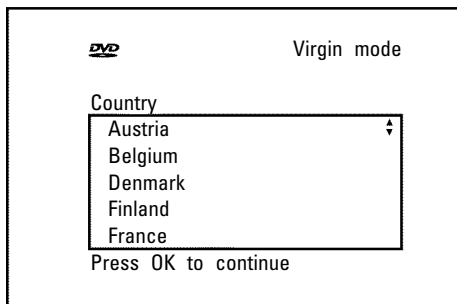 DVD Virgin mode
Country
Austria
Belgium
Denmark
Finland
France
Press OK to continue